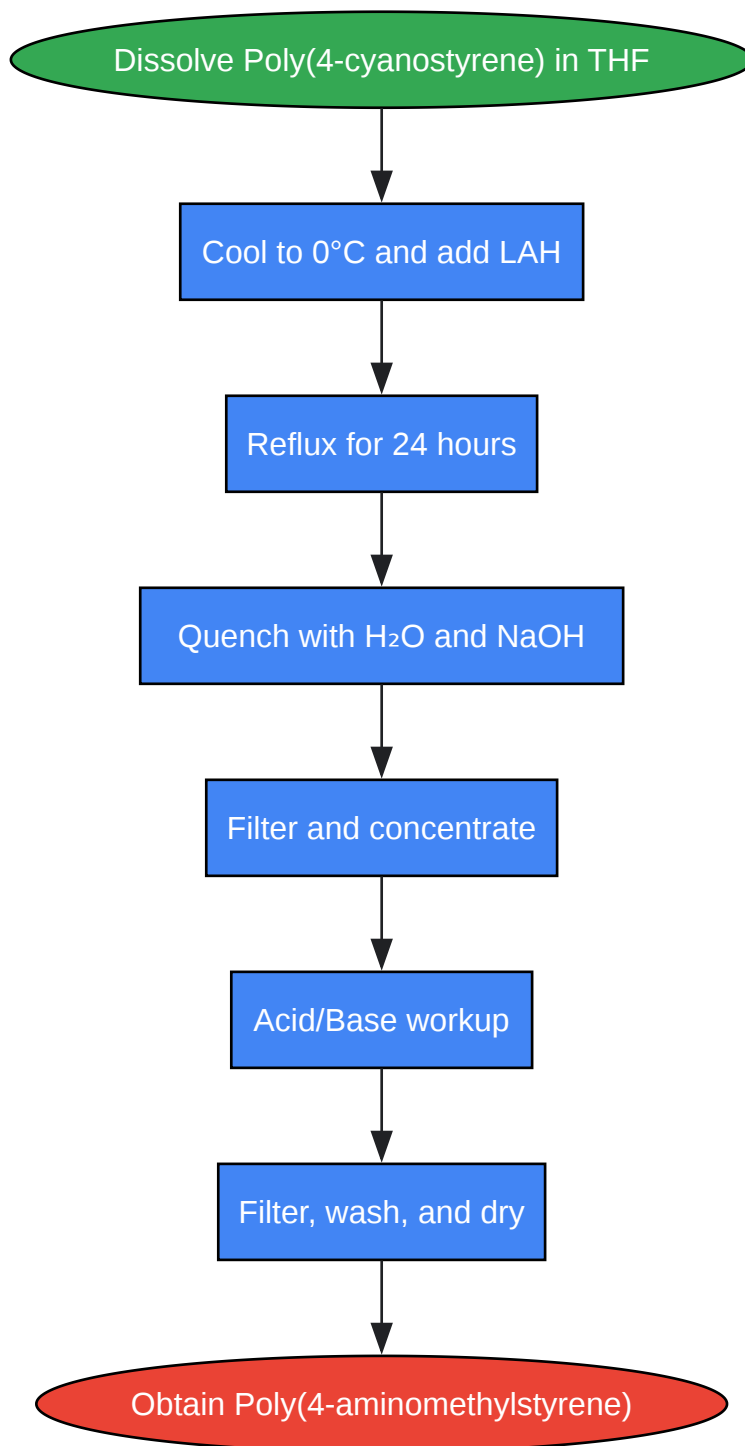 Dissolve Poly(4-cyanostyrene) in THF
Cool to 0°C and add LAH
Reflux for 24 hours
Quench with H₂O and NaOH
Filter and concentrate
Acid/Base workup
Filter, wash, and dry
Obtain Poly(4-aminomethylstyrene)